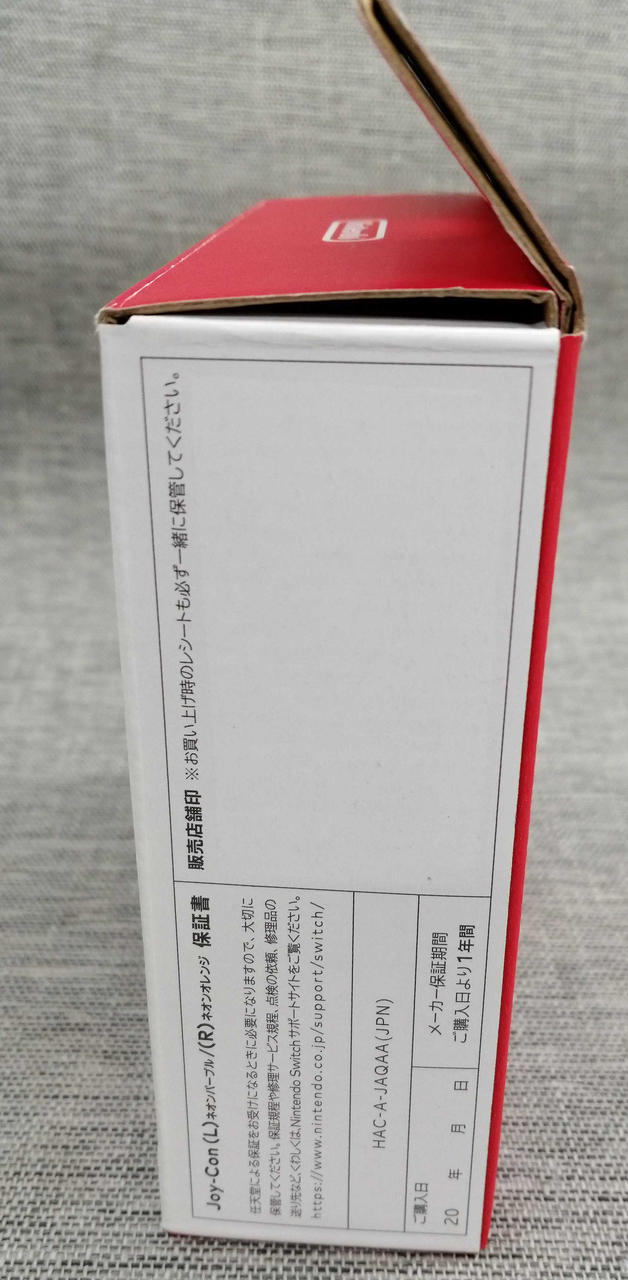 Joy-Con(L)ネオンパープル/(R)ネオンオレンジ 保証書
任天堂による保証をお受けになるときに必要になりますので、大切に
保管してください。保証規程や修理サービス規程、点検の依頼、修理品の
送り先など、くわしくは、Nintendo Switch サポートサイトをご覧ください。
https://www.nintendo.co.jp/support/switch/
HAC-A-JAQAA(JPN)
ご購入日
20 年 月 日
メーカー保証期間
ご購入日より1年間
販売店舗印 ※お買い上げ時のレシートも必ず一緒に保管してください。